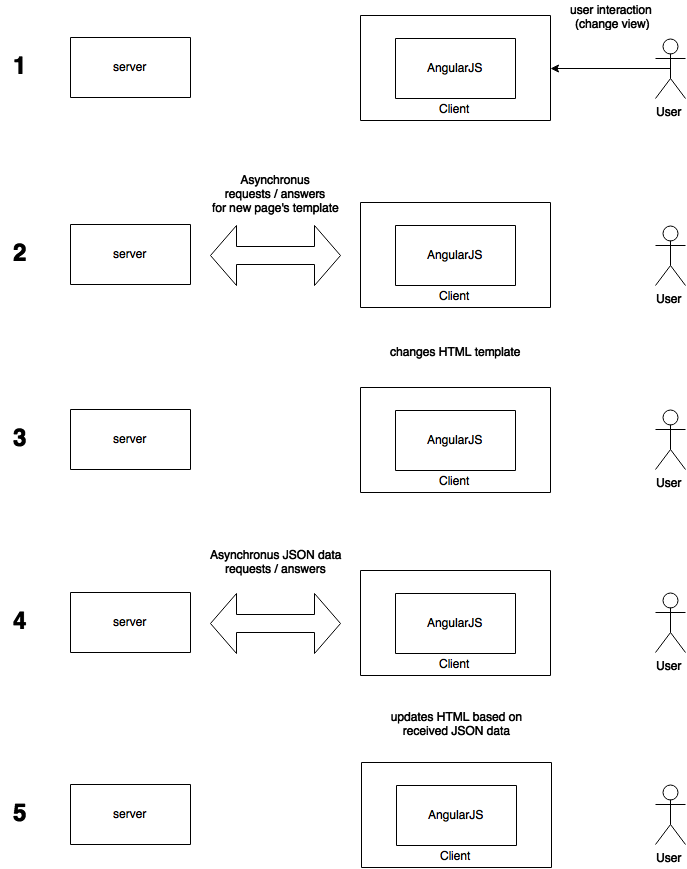 user interaction
(change view)
1
server
AngularJS
Client
User
Asynchronus
requests / answers
for new page's template
2
server
AngularJS
Client
User
changes HTML template
3
server
AngularJS
Client
User
Asynchronus JSON data
requests / answers
4
server
AngularJS
Client
User
updates HTML based on
received JSON data
5
server
AngularJS
Client
User